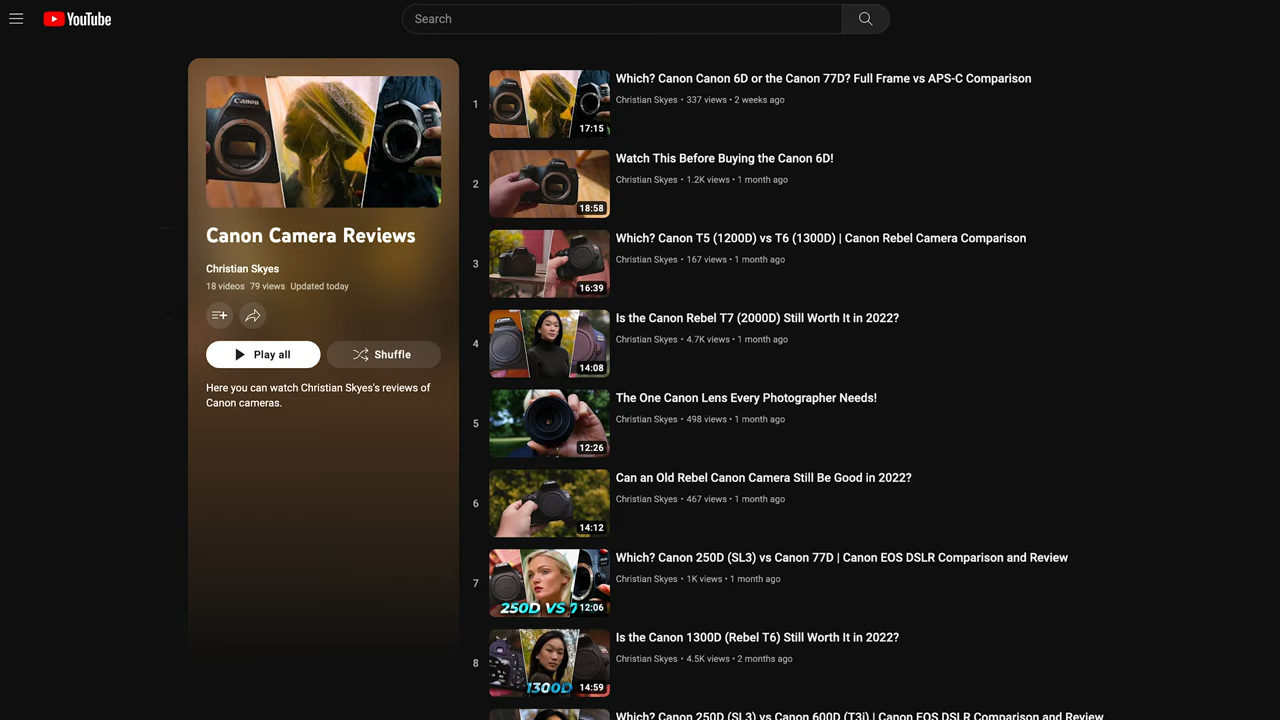 YouTube
Search
Canon Camera Reviews
Christian Skyes
18 videos 79 views Updated today
Play all
Shuffle
Here you can watch Christian Skyes's reviews of
Canon cameras.
1
17:15
Which? Canon Canon 6D or the Canon 77D? Full Frame vs APS-C Comparison
Christian Skyes • 337 views • 2 weeks ago
2
18:58
Watch This Before Buying the Canon 6D!
Christian Skyes • 1.2K views • 1 month ago
3
16:39
Which? Canon T5 (1200D) vs T6 (1300D) | Canon Rebel Camera Comparison
Christian Skyes • 167 views • 1 month ago
4
14:08
Is the Canon Rebel T7 (2000D) Still Worth It in 2022?
Christian Skyes • 4.7K views • 1 month ago
5
12:26
The One Canon Lens Every Photographer Needs!
Christian Skyes • 498 views • 1 month ago
6
14:12
Can an Old Rebel Canon Camera Still Be Good in 2022?
Christian Skyes • 467 views • 1 month ago
7
250D VS 7
12:06
Which? Canon 250D (SL3) vs Canon 77D | Canon EOS DSLR Comparison and Review
Christian Skyes • 1K views • 1 month ago
8
1300D
14:59
Is the Canon 1300D (Rebel T6) Still Worth It in 2022?
Christian Skyes • 4.5K views • 2 months ago
Which? Canon 250D (SL3) vs Canon 600D (T3i) | Canon EOS DSLR Comparison and Review